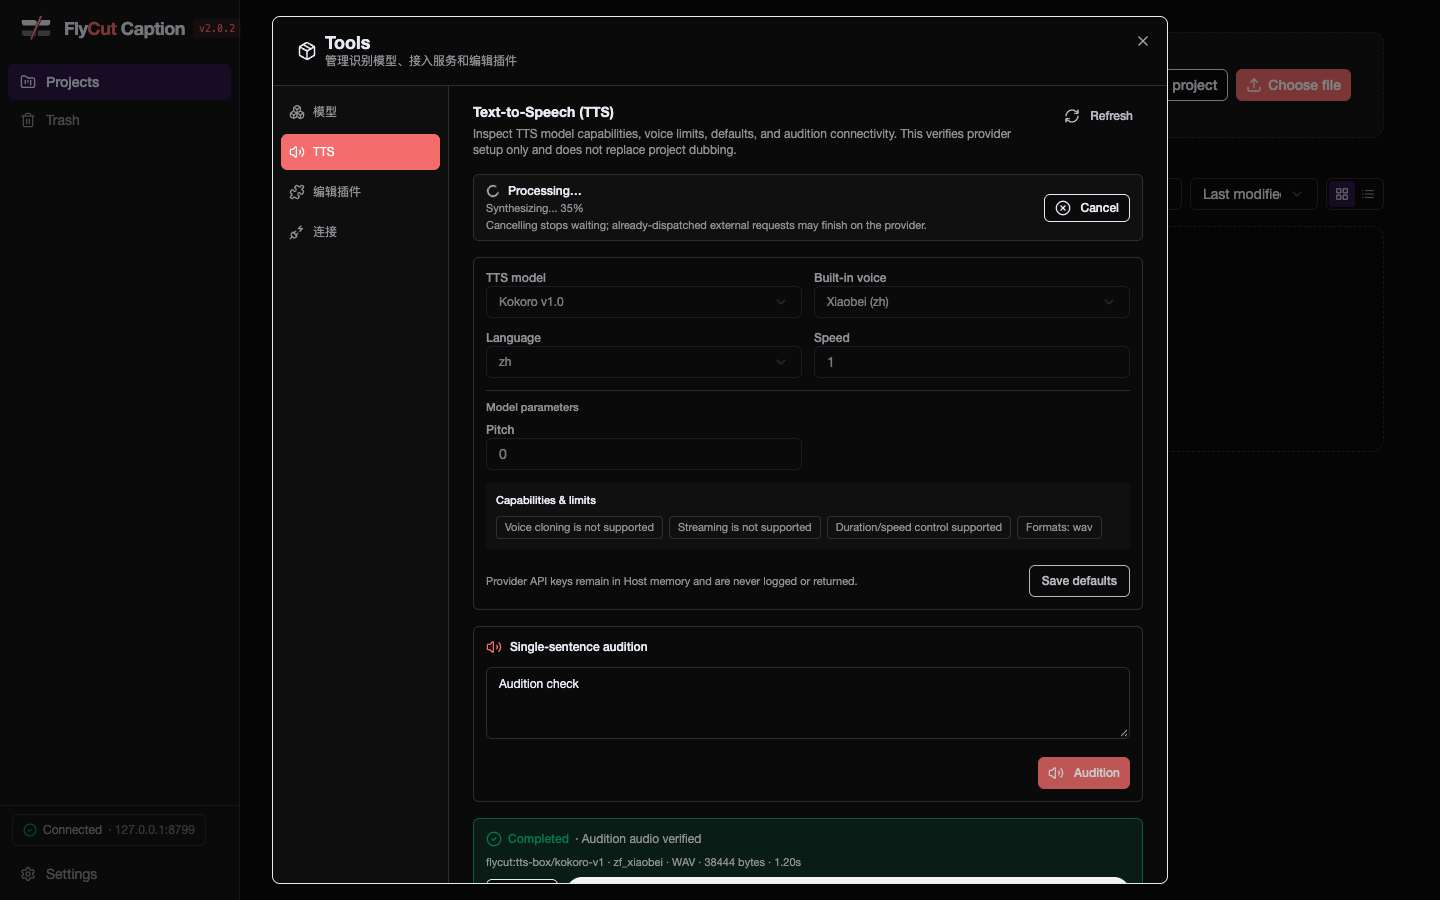 FlyCut Caption v2.0.2
Projects
Trash
Connected · 127.0.0.1:8799
Settings
project
Choose file
Last modifie
Tools
管理识别模型、接入服务和编辑插件
模型
TTS
编辑插件
连接
Text-to-Speech (TTS)
Refresh
Inspect TTS model capabilities, voice limits, defaults, and audition connectivity. This verifies provider
setup only and does not replace project dubbing.
Processing...
Synthesizing... 35%
Cancelling stops waiting; already-dispatched external requests may finish on the provider.
Cancel
TTS model
Built-in voice
Kokoro v1.0
Xiaobei (zh)
Language
Speed
zh
1
Model parameters
Pitch
0
Capabilities & limits
Voice cloning is not supported
Streaming is not supported
Duration/speed control supported
Formats: wav
Provider API keys remain in Host memory and are never logged or returned.
Save defaults
Single-sentence audition
Audition check
Audition
Completed · Audition audio verified
flycut:tts-box/kokoro-v1 · zf_xiaobei · WAV · 38444 bytes · 1.20s